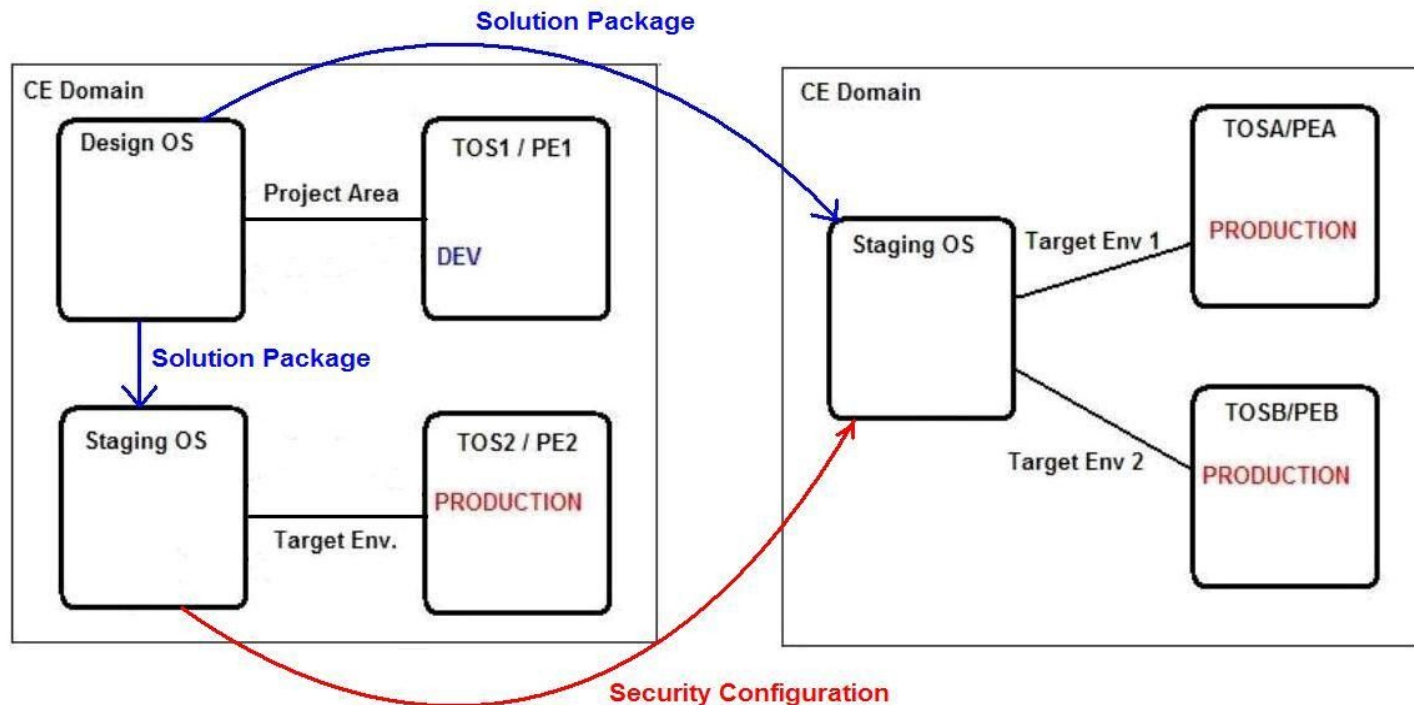 Solution Package
CE Domain
Design OS
Project Area
TOS1 / PE1
DEV
Solution Package
Staging OS
Target Env.
TOS2 / PE2
PRODUCTION
Security Configuration
CE Domain
Staging OS
Target Env 1
TOSA/PEA
PRODUCTION
Target Env 2
TOSB/PEB
PRODUCTION